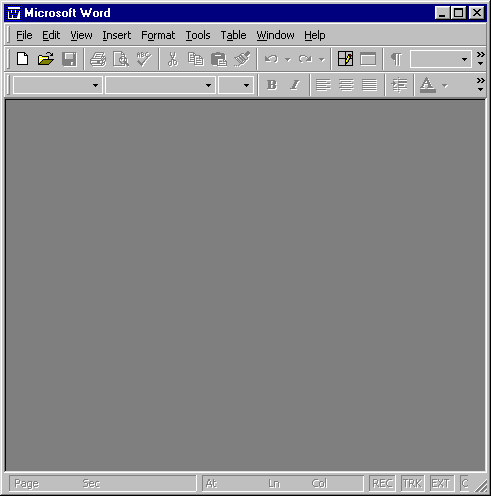 Microsoft Word
File Edit View Insert Format Tools Table Window Help
ABC ¶
B I A
Page Sec At Ln Col REC TRK EXT